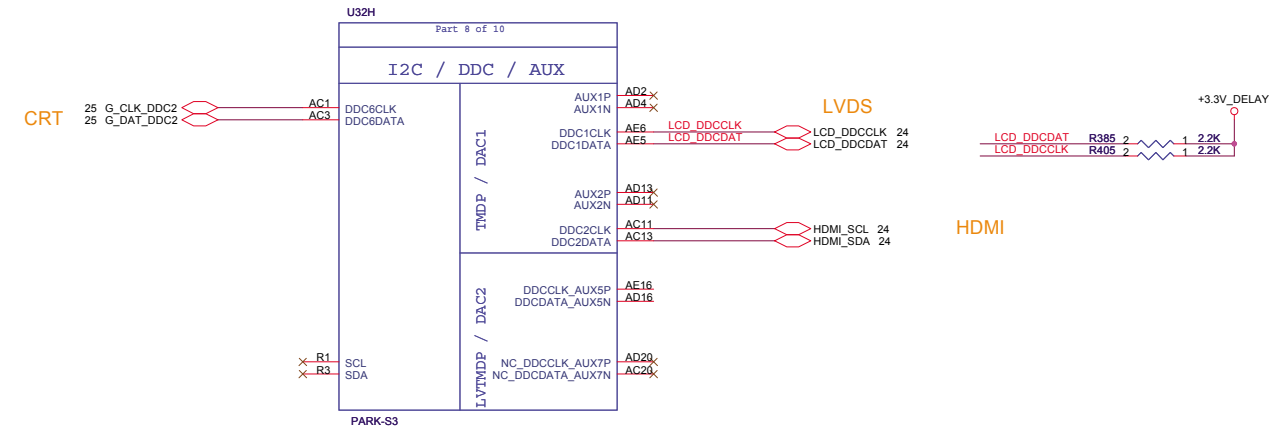 U32H
Part 8 of 10
I2C / DDC / AUX
CRT
25 G_CLK_DDC2
25 G_DAT_DDC2
AC1
AC3
DDC6CLK
DDC6DATA
R1
R3
SCL
SDA
TMDP / DAC1
LVTMDP / DAC2
AUX1P AD2
AUX1N AD4
DDC1CLK AE6 LCD_DDCCLK
DDC1DATA AE5 LCD_DDCDAT
AUX2P AD13
AUX2N AD11
DDC2CLK AC11
DDC2DATA AC13
DDCCLK_AUX5P AE16
DDCDATA_AUX5N AD16
NC_DDCCLK_AUX7P AD20
NC_DDCDATA_AUX7N AC20
PARK-S3
LVDS
LCD_DDCCLK 24
LCD_DDCDAT 24
HDMI_SCL 24
HDMI_SDA 24
HDMI
+3.3V_DELAY
LCD_DDCDAT R385 2 1 2.2K
LCD_DDCCLK R405 2 1 2.2K